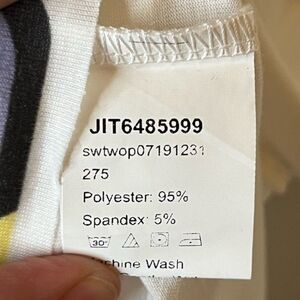 JIT6485999
swtwop07191231
275
Polyester: 95%
Spandex: 5%
30°
Wash